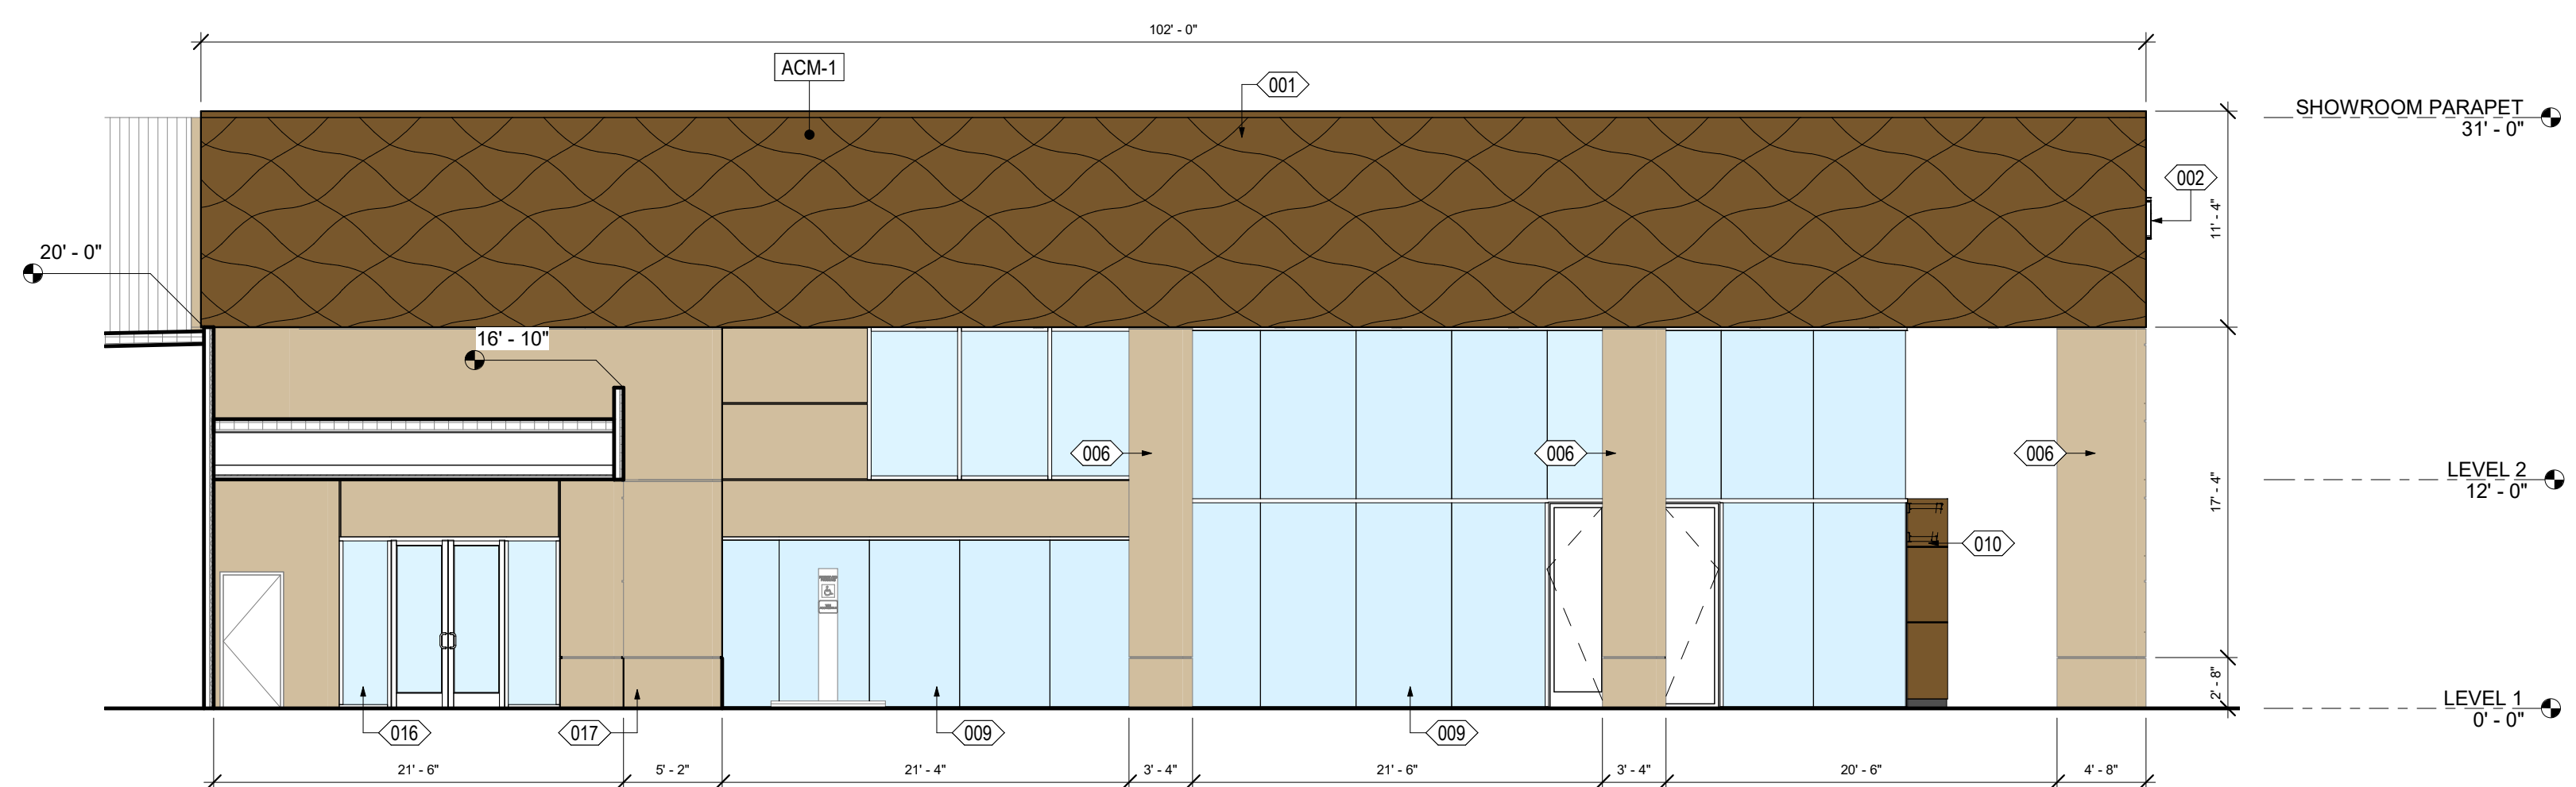 102' - 0"
ACM-1
001
SHOWROOM PARAPET
31' - 0"
002
11' - 4"
20' - 0"
16' - 10"
006
006
006
LEVEL 2
12' - 0"
17' - 4"
010
2' - 8"
LEVEL 1
0' - 0"
016
017
009
009
21' - 6"
5' - 2"
21' - 4"
3' - 4"
21' - 6"
3' - 4"
20' - 6"
4' - 8"